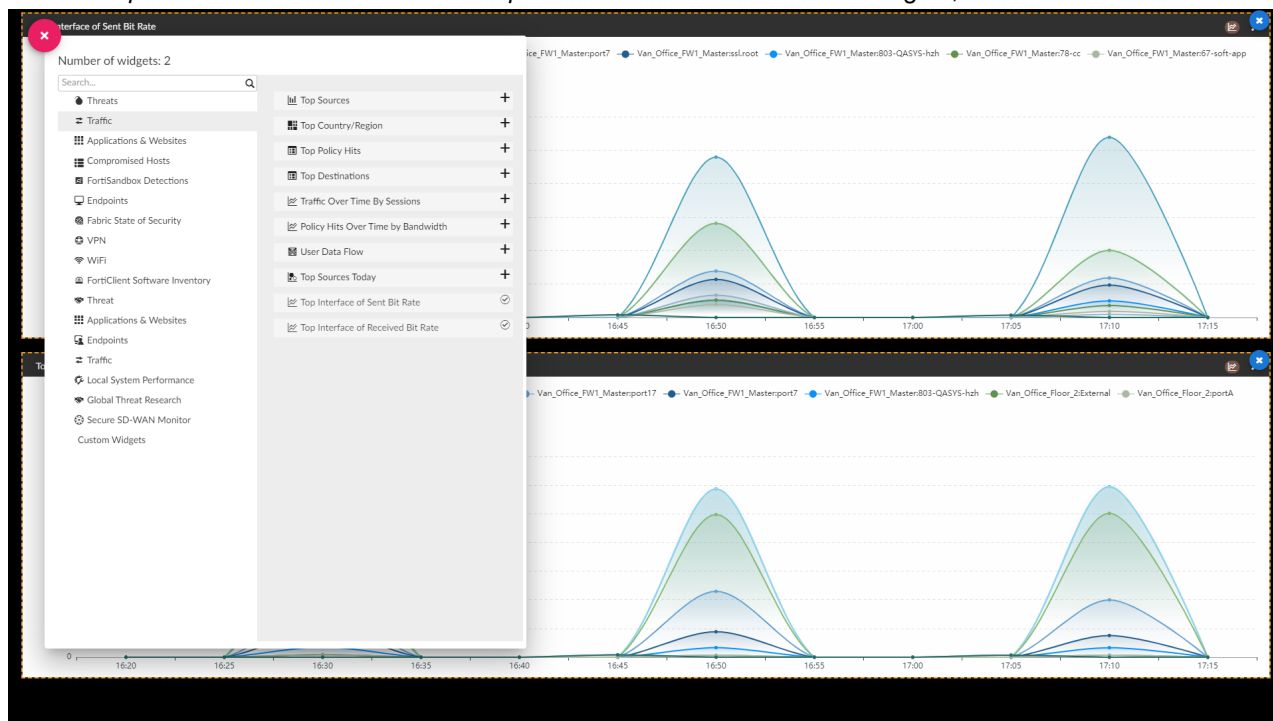 Interface of Sent Bit Rate
Number of widgets: 2
Search...
Threats
Traffic
Applications & Websites
Compromised Hosts
FortiSandbox Detections
Endpoints
Fabric State of Security
VPN
WiFi
FortiClient Software Inventory
Threat
Applications & Websites
Endpoints
Traffic
Local System Performance
Global Threat Research
Secure SD-WAN Monitor
Custom Widgets
Top Sources
Top Country/Region
Top Policy Hits
Top Destinations
Traffic Over Time By Sessions
Policy Hits Over Time by Bandwidth
User Data Flow
Top Sources Today
Top Interface of Sent Bit Rate
Top Interface of Received Bit Rate
ice_FW1_Master:port7 Van_Office_FW1_Master:ssl.root Van_Office_FW1_Master:803-QASYS-hzh Van_Office_FW1_Master:78-cc Van_Office_FW1_Master:67-soft-app
16:45 16:50 16:55 17:00 17:05 17:10 17:15
To
Van_Office_FW1_Master:port17 Van_Office_FW1_Master:port7 Van_Office_FW1_Master:803-QASYS-hzh Van_Office_Floor_2:External Van_Office_Floor_2:portA
0
16:20 16:25 16:30 16:35 16:40 16:45 16:50 16:55 17:00 17:05 17:10 17:15